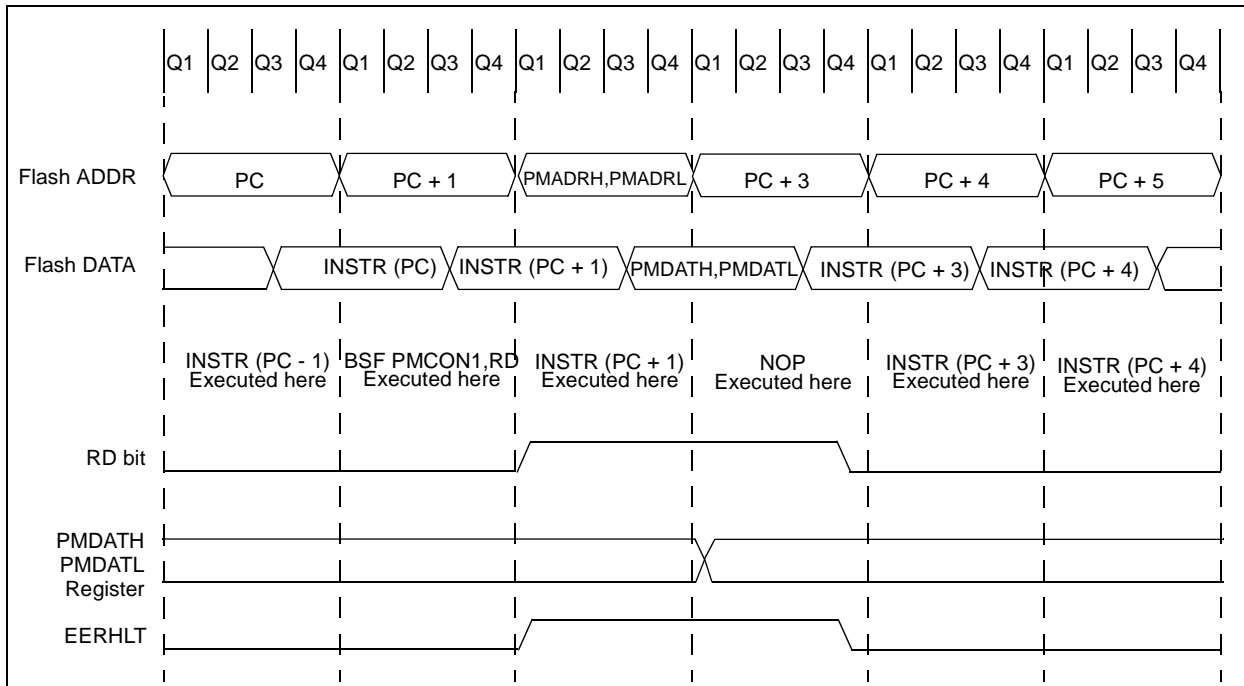 Q1 Q2 Q3 Q4 Q1 Q2 Q3 Q4 Q1 Q2 Q3 Q4 Q1 Q2 Q3 Q4 Q1 Q2 Q3 Q4 Q1 Q2 Q3 Q4
Flash ADDR PC PC + 1 PMADRH,PMADRL PC + 3 PC + 4 PC + 5
Flash DATA INSTR (PC) INSTR (PC + 1) PMDATH,PMDATL INSTR (PC + 3) INSTR (PC + 4)
INSTR (PC - 1) BSF PMCON1,RD INSTR (PC + 1) NOP INSTR (PC + 3) INSTR (PC + 4)
Executed here Executed here Executed here Executed here Executed here Executed here
RD bit
PMDATH
PMDATL
Register
EERHLT